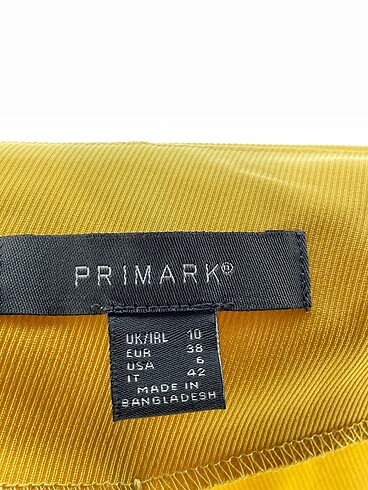 PRIMARK®
UK/IRL 10
EUR 38
USA 6
IT 42
MADE IN
BANGLADESH